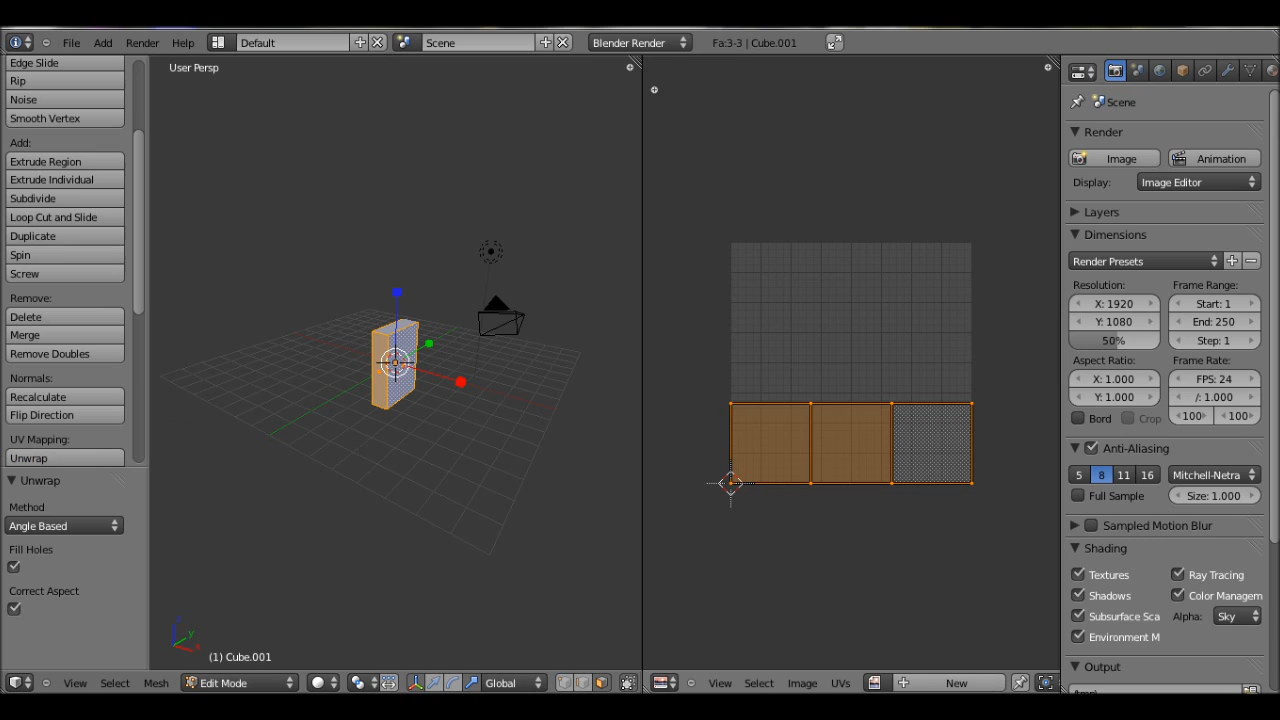 File Add Render Help Default Scene Blender Render Fa:3-3 | Cube.001
Edge Slide
Rip
Noise
Smooth Vertex
Add:
Extrude Region
Extrude Individual
Subdivide
Loop Cut and Slide
Duplicate
Spin
Screw
Remove:
Delete
Merge
Remove Doubles
Normals:
Recalculate
Flip Direction
UV Mapping:
Unwrap
Unwrap
Method
Angle Based
Fill Holes
Correct Aspect
User Persp
z
y
x
(1) Cube.001
View Select Mesh Edit Mode Global
View Select Image UVs New
Scene
Render
Image Animation
Display: Image Editor
Layers
Dimensions
Render Presets
Resolution: Frame Range:
X: 1920 Start: 1
Y: 1080 End: 250
50% Step: 1
Aspect Ratio: Frame Rate:
X: 1.000 FPS: 24
Y: 1.000 /: 1.000
Bord Crop 100 100
Anti-Aliasing
5 8 11 16 Mitchell-Netra
Full Sample Size: 1.000
Sampled Motion Blur
Shading
Textures Ray Tracing
Shadows Color Managem
Subsurface Sca Alpha: Sky
Environment M
Output